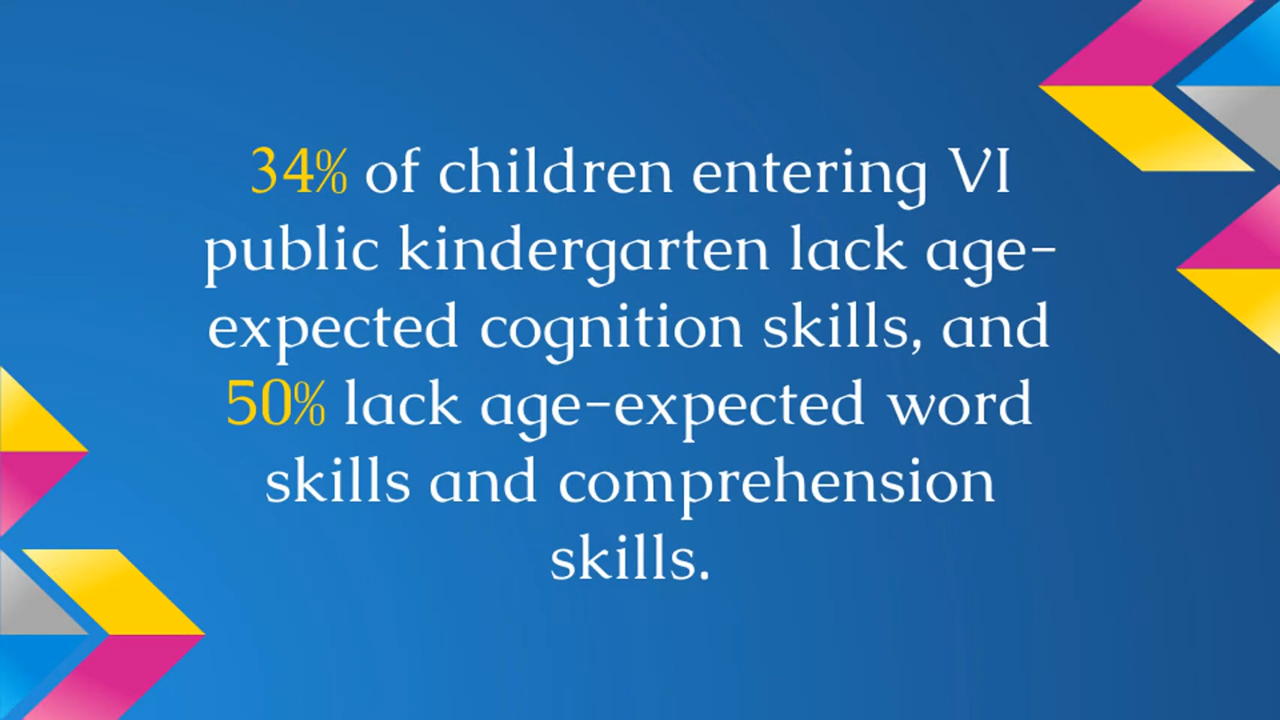 34% of children entering VI
public kindergarten lack age-
expected cognition skills, and
50% lack age-expected word
skills and comprehension
skills.